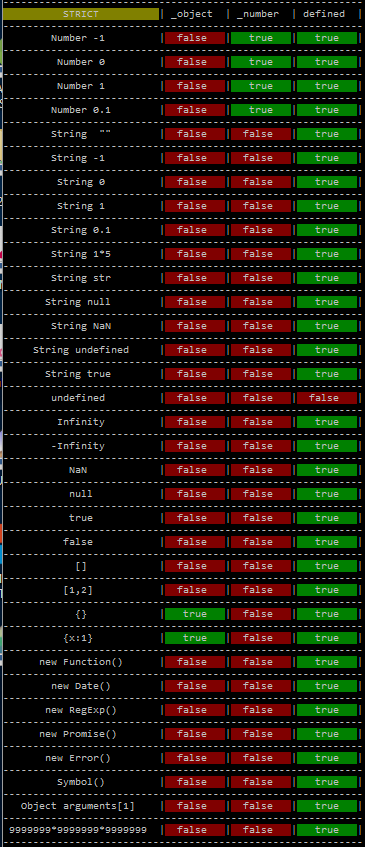 STRICT | _object | _number | defined
Number -1 | false | true | true
Number 0 | false | true | true
Number 1 | false | true | true
Number 0.1 | false | true | true
String "" | false | false | true
String -1 | false | false | true
String 0 | false | false | true
String 1 | false | false | true
String 0.1 | false | false | true
String 1*5 | false | false | true
String str | false | false | true
String null | false | false | true
String NaN | false | false | true
String undefined | false | false | true
String true | false | false | true
undefined | false | false | false
Infinity | false | false | true
-Infinity | false | false | true
NaN | false | false | true
null | false | false | true
true | false | false | true
false | false | false | true
[] | false | false | true
[1,2] | false | false | true
{} | true | false | true
{x:1} | true | false | true
new Function() | false | false | true
new Date() | false | false | true
new RegExp() | false | false | true
new Promise() | false | false | true
new Error() | false | false | true
Symbol() | false | false | true
Object arguments[1] | false | false | true
9999999*9999999*9999999 | false | false | true